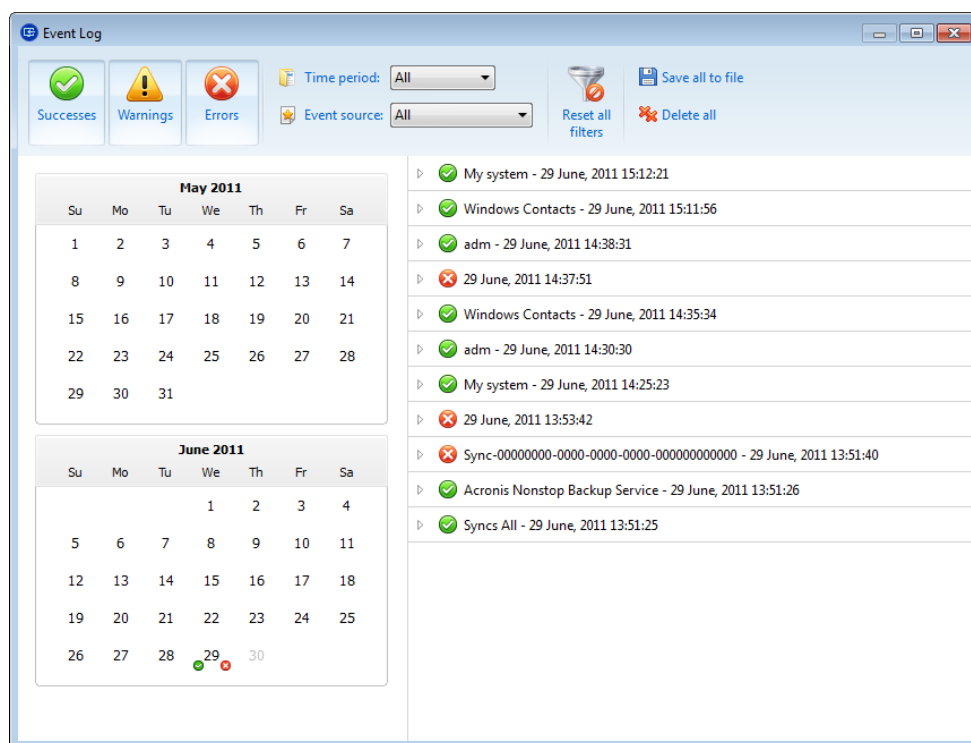 Event Log
Successes
Warnings
Errors
Time period: All
Event source: All
Reset all
filters
Save all to file
Delete all
May 2011
Su Mo Tu We Th Fr Sa
1 2 3 4 5 6 7
8 9 10 11 12 13 14
15 16 17 18 19 20 21
22 23 24 25 26 27 28
29 30 31
June 2011
Su Mo Tu We Th Fr Sa
1 2 3 4
5 6 7 8 9 10 11
12 13 14 15 16 17 18
19 20 21 22 23 24 25
26 27 28 29 30
My system - 29 June, 2011 15:12:21
Windows Contacts - 29 June, 2011 15:11:56
adm - 29 June, 2011 14:38:31
29 June, 2011 14:37:51
Windows Contacts - 29 June, 2011 14:35:34
adm - 29 June, 2011 14:30:30
My system - 29 June, 2011 14:25:23
29 June, 2011 13:53:42
Sync-00000000-0000-0000-0000-000000000000 - 29 June, 2011 13:51:40
Acronis Nonstop Backup Service - 29 June, 2011 13:51:26
Syncs All - 29 June, 2011 13:51:25